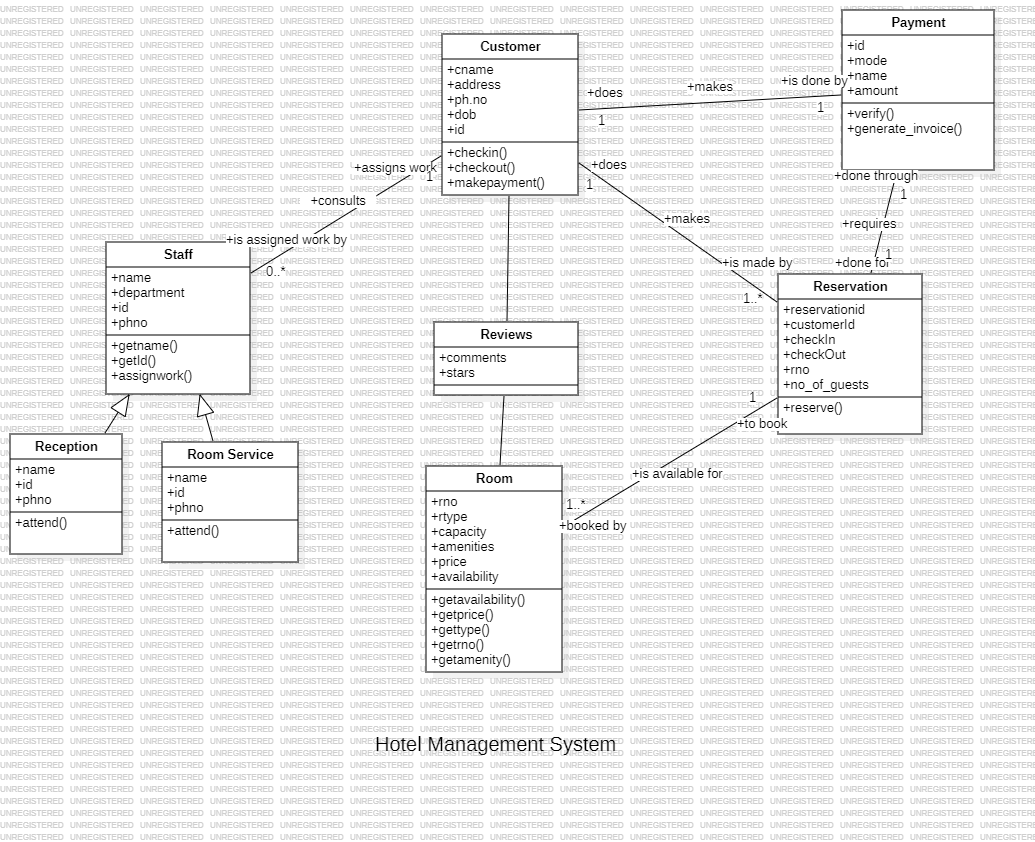 Payment
+id
+mode
+name
+amount
+verify()
+generate_invoice()
Customer
+cname
+address
+ph.no
+dob
+id
+checkin()
+checkout()
+makepayment()
+does
+makes
+is done by
1
1
+assigns work
1
+consults
+is assigned work by
0..*
+does
1
+makes
+is made by
1..*
+done through
1
+requires
1
+done for
Staff
+name
+department
+id
+phno
+getname()
+getId()
+assignwork()
Reservation
+reservationid
+customerId
+checkIn
+checkOut
+rno
+no_of_guests
+reserve()
Reviews
+comments
+stars
1
+to book
+is available for
1..*
+booked by
Reception
+name
+id
+phno
+attend()
Room Service
+name
+id
+phno
+attend()
Room
+rno
+rtype
+capacity
+amenities
+price
+availability
+getavailability()
+getprice()
+gettype()
+getrno()
+getamenity()
Hotel Management System
UNREGISTERED